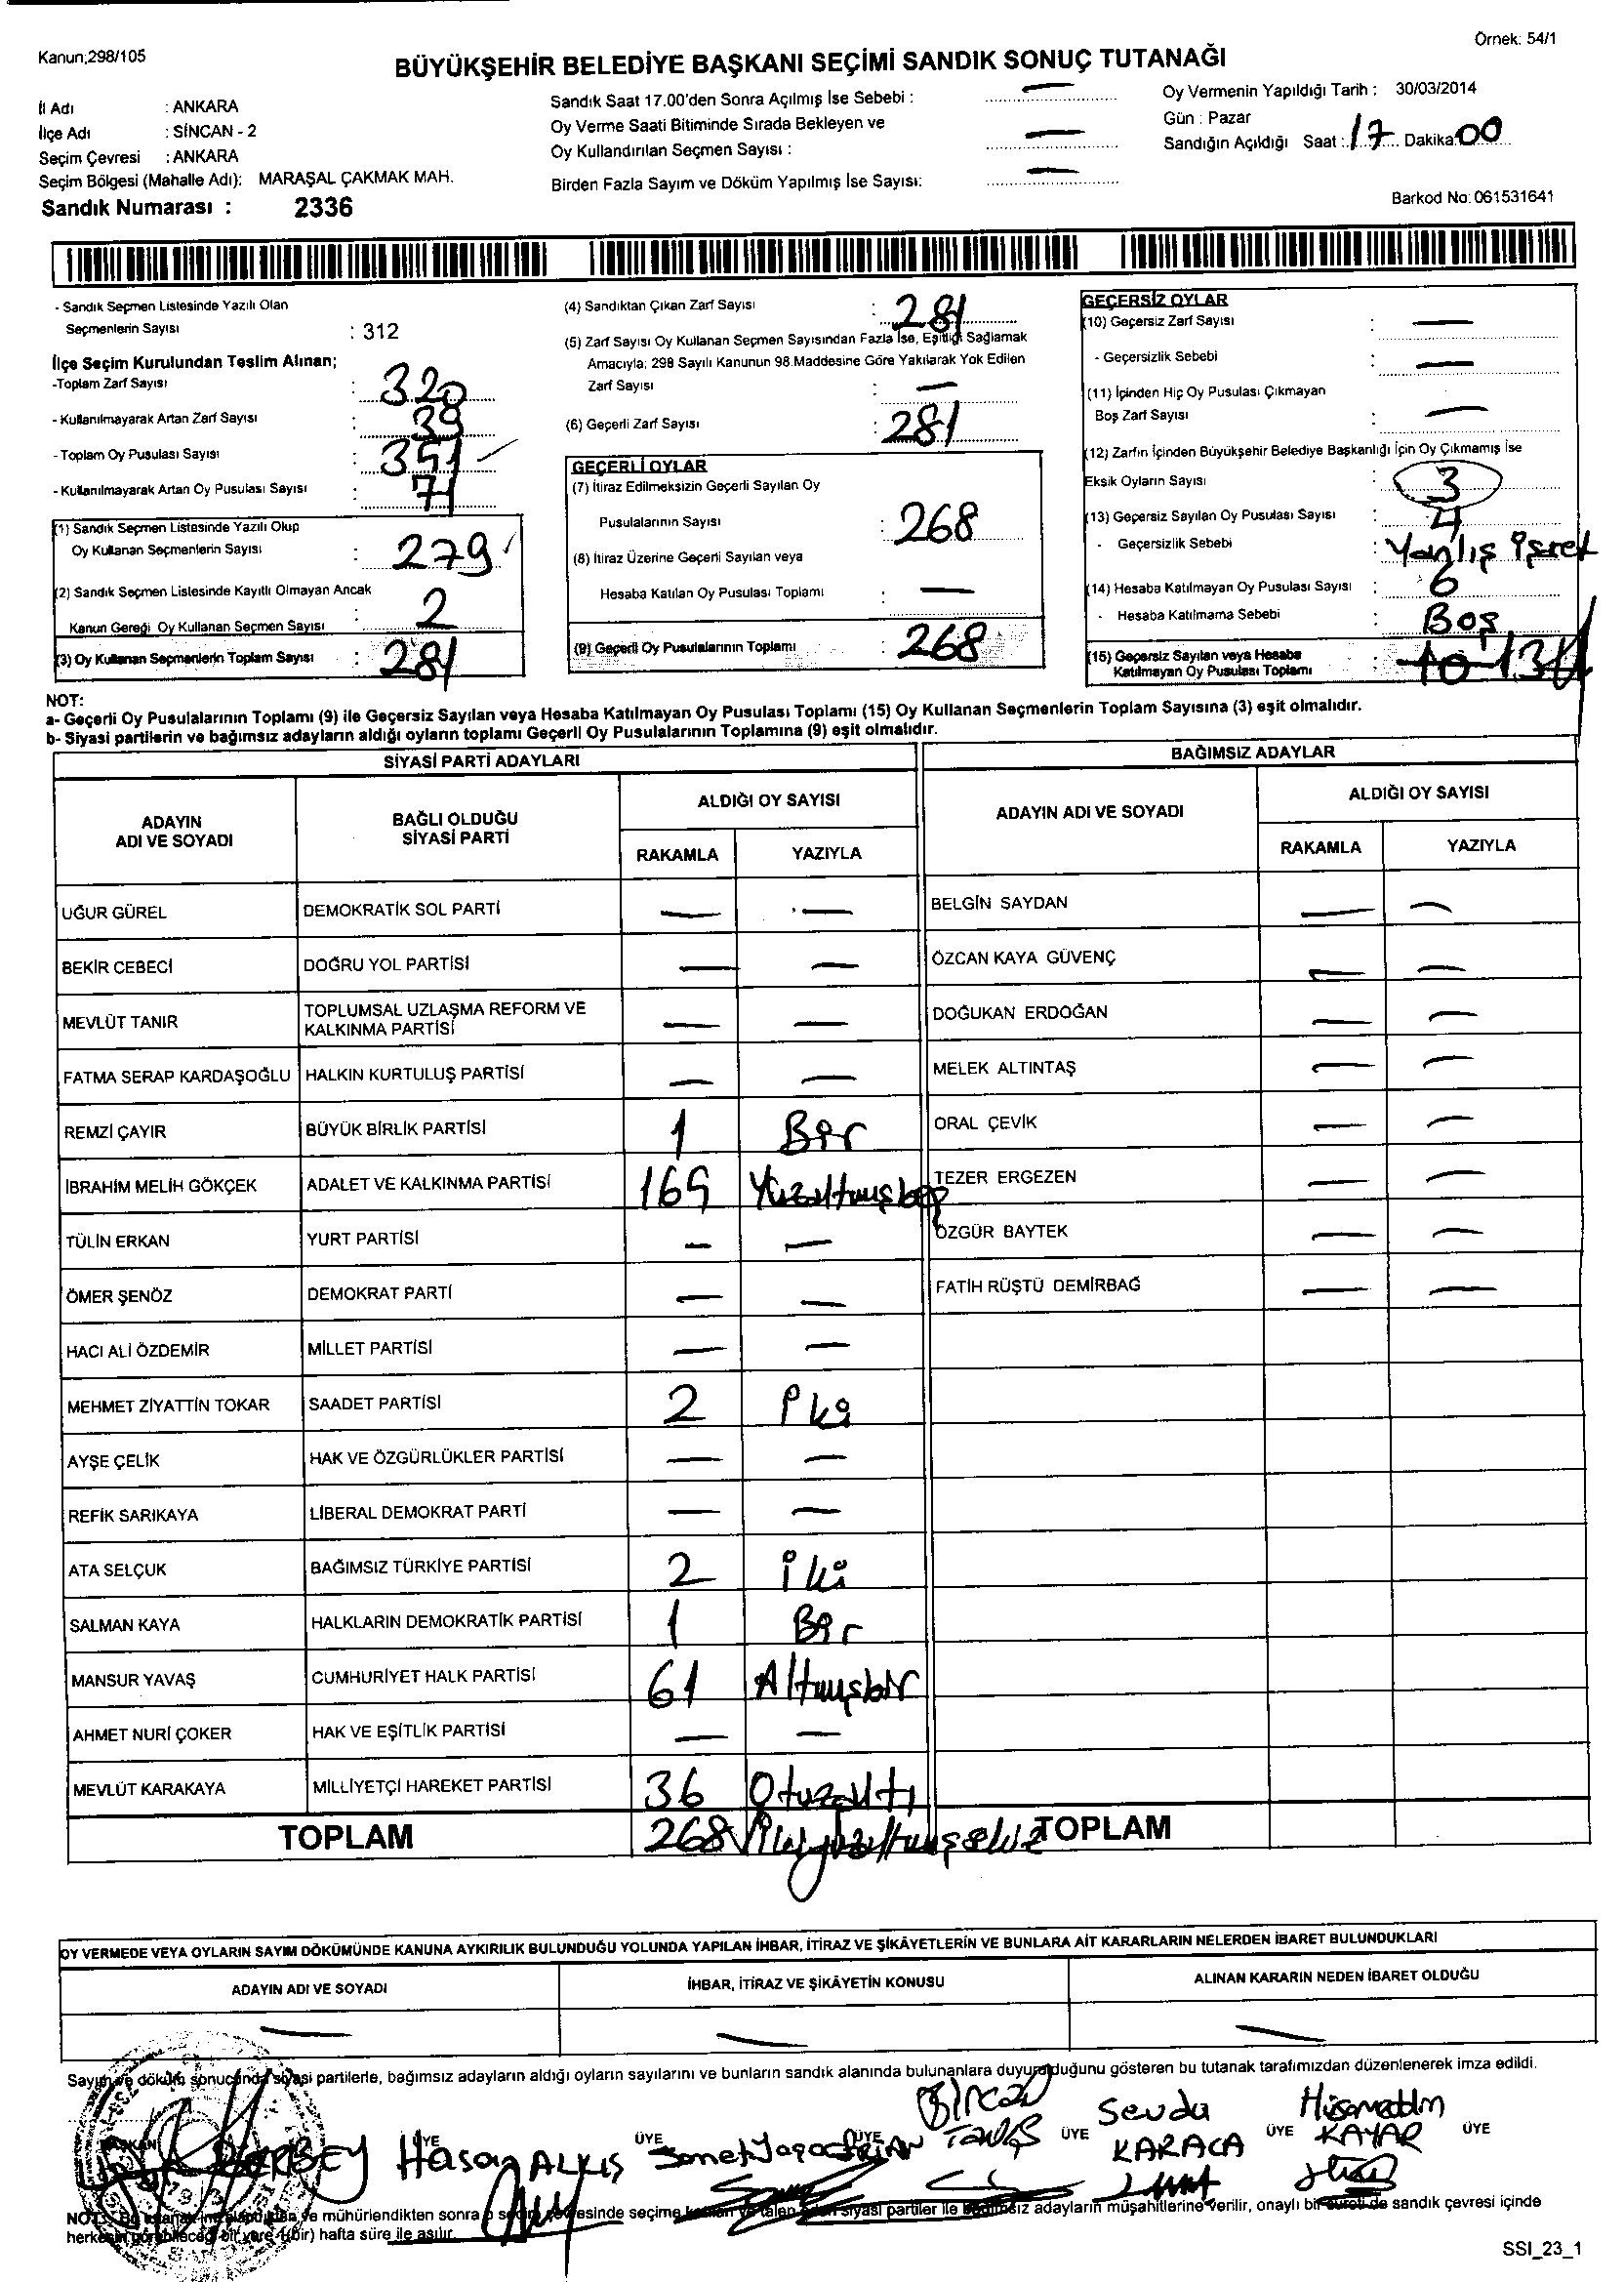 Kanun;298/105
Örnek: 54/1
BÜYÜKŞEHİR BELEDİYE BAŞKANI SEÇİMİ SANDIK SONUÇ TUTANAĞI
İl Adı : ANKARA
İlçe Adı : SİNCAN - 2
Seçim Çevresi : ANKARA
Seçim Bölgesi (Mahalle Adı): MARAŞAL ÇAKMAK MAH.
Sandık Numarası : 2336
Sandık Saat 17.00'den Sonra Açılmış İse Sebebi : —
Oy Verme Saati Bitiminde Sırada Bekleyen ve
Oy Kullandırılan Seçmen Sayısı : —
Birden Fazla Sayım ve Döküm Yapılmış İse Sayısı: —
Oy Vermenin Yapıldığı Tarih : 30/03/2014
Gün : Pazar
Sandığın Açıldığı Saat : 17 Dakika: 00
Barkod No: 061531641
- Sandık Seçmen Listesinde Yazılı Olan
Seçmenlerin Sayısı : 312
İlçe Seçim Kurulundan Teslim Alınan;
-Toplam Zarf Sayısı : 320
- Kullanılmayarak Artan Zarf Sayısı : 39
- Toplam Oy Pusulası Sayısı : 351
- Kullanılmayarak Artan Oy Pusulası Sayısı : 71
(1) Sandık Seçmen Listesinde Yazılı Olup
Oy Kullanan Seçmenlerin Sayısı : 279
(2) Sandık Seçmen Listesinde Kayıtlı Olmayan Ancak
Kanun Gereği Oy Kullanan Seçmen Sayısı : 2
(3) Oy Kullanan Seçmenlerin Toplam Sayısı : 281
(4) Sandıktan Çıkan Zarf Sayısı : 281
(5) Zarf Sayısı Oy Kullanan Seçmen Sayısından Fazla İse, Eşitliği Sağlamak
Amacıyla; 298 Sayılı Kanunun 98.Maddesine Göre Yakılarak Yok Edilen
Zarf Sayısı : —
(6) Geçerli Zarf Sayısı : 281
GEÇERLİ OYLAR
(7) İtiraz Edilmeksizin Geçerli Sayılan Oy
Pusulalarının Sayısı : 268
(8) İtiraz Üzerine Geçerli Sayılan veya
Hesaba Katılan Oy Pusulası Toplamı : —
(9) Geçerli Oy Pusulalarının Toplamı : 268
GEÇERSİZ OYLAR
(10) Geçersiz Zarf Sayısı : —
- Geçersizlik Sebebi : —
(11) İçinden Hiç Oy Pusulası Çıkmayan
Boş Zarf Sayısı : —
(12) Zarfın İçinden Büyükşehir Belediye Başkanlığı İçin Oy Çıkmamış İse
Eksik Oyların Sayısı : 3
(13) Geçersiz Sayılan Oy Pusulası Sayısı : 4
- Geçersizlik Sebebi : Yanlış işret
(14) Hesaba Katılmayan Oy Pusulası Sayısı : 6
- Hesaba Katılmama Sebebi : Boş
(15) Geçersiz Sayılan veya Hesaba
Katılmayan Oy Pusulası Toplamı : 10 13
NOT:
a- Geçerli Oy Pusulalarının Toplamı (9) ile Geçersiz Sayılan veya Hesaba Katılmayan Oy Pusulası Toplamı (15) Oy Kullanan Seçmenlerin Toplam Sayısına (3) eşit olmalıdır.
b- Siyasi partilerin ve bağımsız adayların aldığı oyların toplamı Geçerli Oy Pusulalarının Toplamına (9) eşit olmalıdır.
SİYASİ PARTİ ADAYLARI
ADAYIN ADI VE SOYADI BAĞLI OLDUĞU SİYASİ PARTİ ALDIĞI OY SAYISI
RAKAMLA YAZIYLA
UĞUR GÜREL DEMOKRATİK SOL PARTİ — —
BEKİR CEBECİ DOĞRU YOL PARTİSİ — —
MEVLÜT TANIR TOPLUMSAL UZLAŞMA REFORM VE KALKINMA PARTİSİ — —
FATMA SERAP KARDAŞOĞLU HALKIN KURTULUŞ PARTİSİ — —
REMZİ ÇAYIR BÜYÜK BİRLİK PARTİSİ 1 Bir
İBRAHİM MELİH GÖKÇEK ADALET VE KALKINMA PARTİSİ 165 Yüzaltmışbeş
TÜLİN ERKAN YURT PARTİSİ — —
ÖMER ŞENÖZ DEMOKRAT PARTİ — —
HACI ALİ ÖZDEMİR MİLLET PARTİSİ — —
MEHMET ZİYATTİN TOKAR SAADET PARTİSİ 2 İki
AYŞE ÇELİK HAK VE ÖZGÜRLÜKLER PARTİSİ — —
REFİK SARIKAYA LİBERAL DEMOKRAT PARTİ — —
ATA SELÇUK BAĞIMSIZ TÜRKİYE PARTİSİ 2 İki
SALMAN KAYA HALKLARIN DEMOKRATİK PARTİSİ 1 Bir
MANSUR YAVAŞ CUMHURİYET HALK PARTİSİ 61 Altmışbir
AHMET NURİ ÇOKER HAK VE EŞİTLİK PARTİSİ — —
MEVLÜT KARAKAYA MİLLİYETÇİ HAREKET PARTİSİ 36 Otuzaltı
TOPLAM 268 İkiyüzaltmışsekiz
BAĞIMSIZ ADAYLAR
ADAYIN ADI VE SOYADI ALDIĞI OY SAYISI
RAKAMLA YAZIYLA
BELGİN SAYDAN — —
ÖZCAN KAYA GÜVENÇ — —
DOĞUKAN ERDOĞAN — —
MELEK ALTINTAŞ — —
ORAL ÇEVİK — —
TEZER ERGEZEN — —
ÖZGÜR BAYTEK — —
FATİH RÜŞTÜ DEMİRBAĞ — —
TOPLAM
OY VERMEDE VEYA OYLARIN SAYIM DÖKÜMÜNDE KANUNA AYKIRILIK BULUNDUĞU YOLUNDA YAPILAN İHBAR, İTİRAZ VE ŞİKÂYETLERİN VE BUNLARA AİT KARARLARIN NELERDEN İBARET BULUNDUKLARI
ADAYIN ADI VE SOYADI İHBAR, İTİRAZ VE ŞİKÂYETİN KONUSU ALINAN KARARIN NEDEN İBARET OLDUĞU
— — —
Sayım ve döküm sonucunda siyasi partilerle, bağımsız adayların aldığı oyların sayılarını ve bunların sandık alanında bulunanlara duyurulduğunu gösteren bu tutanak tarafımızdan düzenlenerek imza edildi.
BAŞKAN ÜYE ÜYE ÜYE ÜYE ÜYE ÜYE
Hasan ALKIŞ
Sevda KARACA
Hüsamettin KAYAR
mühürlendikten sonra seçim çevresinde seçime siyasi partiler ile bağımsız adayların müşahitlerine verilir, onaylı bir sureti de sandık çevresi içinde
herkesin görebileceği bir yere 1(bir) hafta süre ile asılır.
SSI_23_1